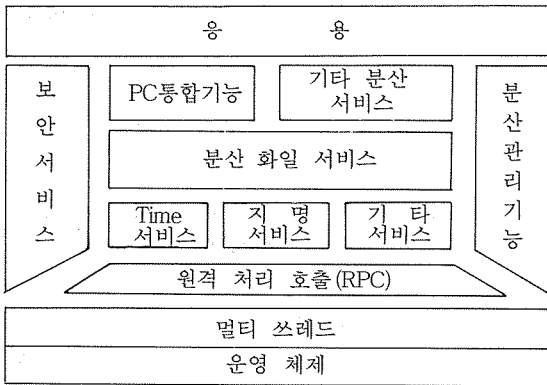 응 용
보안서비스
PC통합기능
기타 분산
서비스
분산관리기능
분산 화일 서비스
Time
서비스
지 명
서비스
기 타
서비스
원격 처리 호출(RPC)
멀티 쓰레드
운영 체제